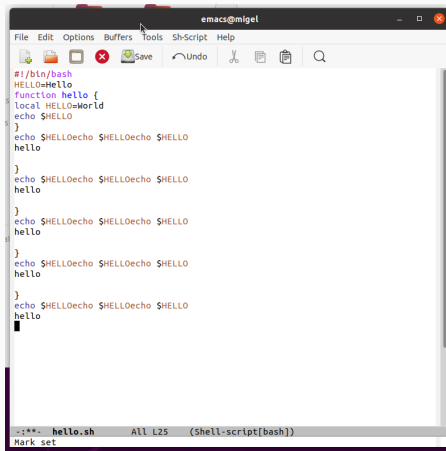 emacs@migel
File Edit Options Buffers Tools Sh-Script Help
Save Undo
#!/bin/bash
HELLO=Hello
function hello {
local HELLO=World
echo $HELLO
}
echo $HELLOecho $HELLOecho $HELLO
hello
}
echo $HELLOecho $HELLOecho $HELLO
hello
}
echo $HELLOecho $HELLOecho $HELLO
hello
}
echo $HELLOecho $HELLOecho $HELLO
hello
}
echo $HELLOecho $HELLOecho $HELLO
hello
-:**- hello.sh All L25 (Shell-script[bash])
Mark set